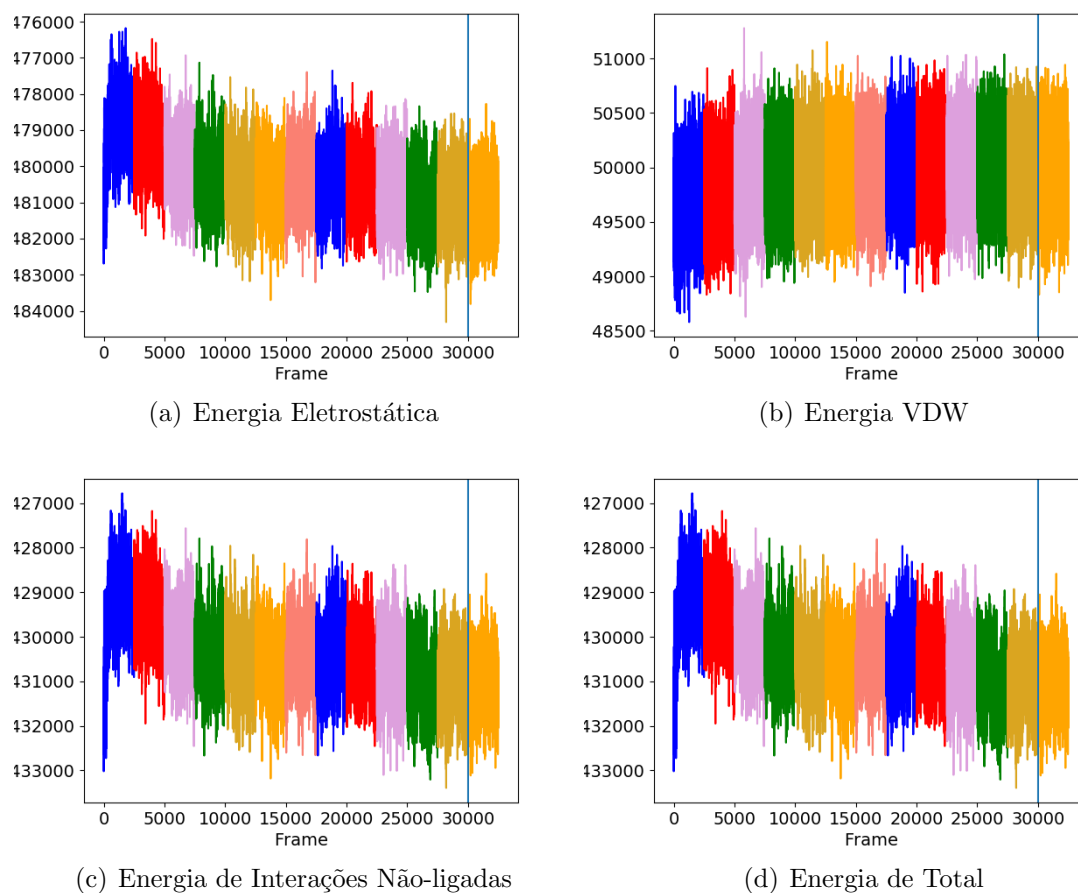 476000
477000
478000
479000
480000
481000
482000
483000
484000
0 5000 10000 15000 20000 25000 30000
Frame
(a) Energia Eletrostática
51000
50500
50000
49500
49000
48500
0 5000 10000 15000 20000 25000 30000
Frame
(b) Energia VDW
427000
428000
429000
430000
431000
432000
433000
0 5000 10000 15000 20000 25000 30000
Frame
(c) Energia de Interações Não-ligadas
427000
428000
429000
430000
431000
432000
433000
0 5000 10000 15000 20000 25000 30000
Frame
(d) Energia de Total